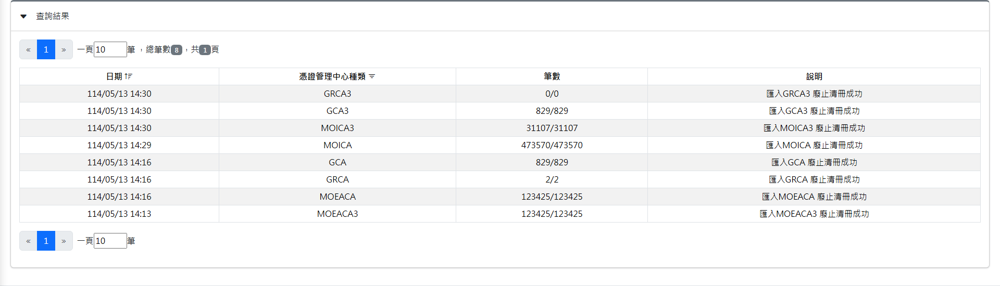 查詢結果
« 1 » 一頁10筆，總筆數8，共1頁
日期 憑證管理中心種類 筆數 說明
114/05/13 14:30 GRCA3 0/0 匯入GRCA3 廢止清冊成功
114/05/13 14:30 GCA3 829/829 匯入GCA3 廢止清冊成功
114/05/13 14:30 MOICA3 31107/31107 匯入MOICA3 廢止清冊成功
114/05/13 14:29 MOICA 473570/473570 匯入MOICA 廢止清冊成功
114/05/13 14:16 GCA 829/829 匯入GCA 廢止清冊成功
114/05/13 14:16 GRCA 2/2 匯入GRCA 廢止清冊成功
114/05/13 14:16 MOEACA 123425/123425 匯入MOEACA 廢止清冊成功
114/05/13 14:13 MOEACA3 123425/123425 匯入MOEACA3 廢止清冊成功
« 1 » 一頁10筆